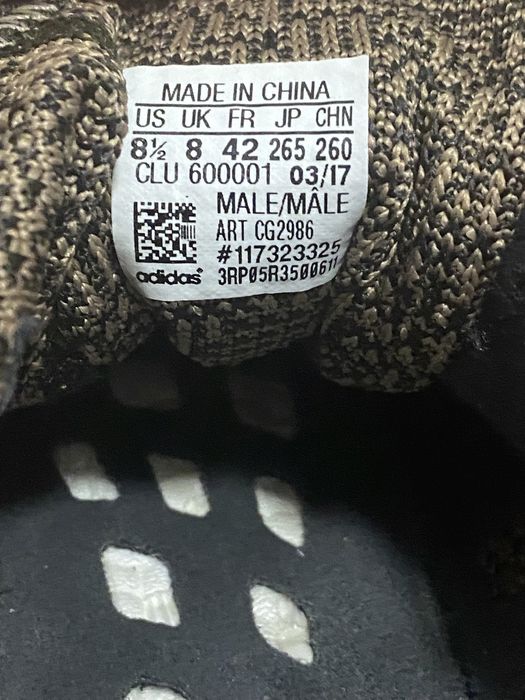 MADE IN CHINA
US UK FR JP CHN
8½ 8 42 265 260
CLU 600001 03/17
MALE/MÂLE
ART CG2986
#117323325
adidas® 3RP05R3500611